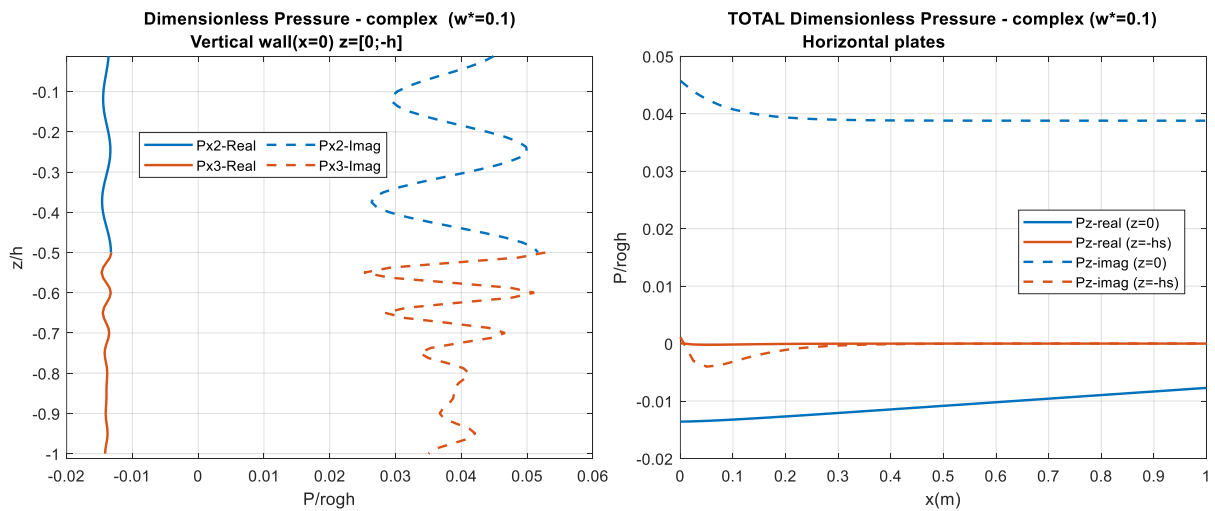 Dimensionless Pressure - complex  (w*=0.1)
Vertical wall(x=0) z=[0;-h]
-0.1
-0.2
-0.3
-0.4
-0.5
-0.6
-0.7
-0.8
-0.9
-1
z/h
Px2-Real Px2-Imag
Px3-Real Px3-Imag
-0.02 -0.01 0 0.01 0.02 0.03 0.04 0.05 0.06
P/rogh
TOTAL Dimensionless Pressure - complex (w*=0.1)
Horizontal plates
0.05
0.04
0.03
0.02
0.01
0
-0.01
-0.02
P/rogh
Pz-real (z=0)
Pz-real (z=-hs)
Pz-imag (z=0)
Pz-imag (z=-hs)
0 0.1 0.2 0.3 0.4 0.5 0.6 0.7 0.8 0.9 1
x(m)